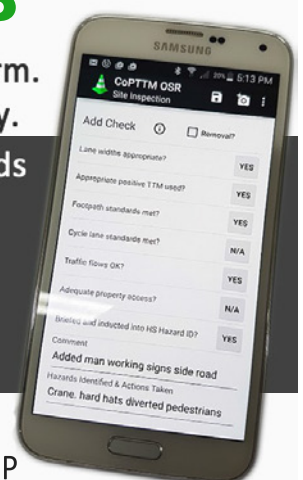 S
rm.
y.
ds
SAMSUNG
20% 5:13 PM
CoPTTM OSR
Site Inspection
Add Check
Removal?
Lane widths appropriate?
YES
Appropriate positive TTM used?
YES
Footpath standards met?
YES
Cycle lane standards met?
N/A
Traffic flows OK?
YES
Adequate property access?
N/A
Briefed and inducted into HS Hazard ID?
YES
Comment
Added man working signs side road
Hazards Identified & Actions Taken
Crane. hard hats diverted pedestrians
P